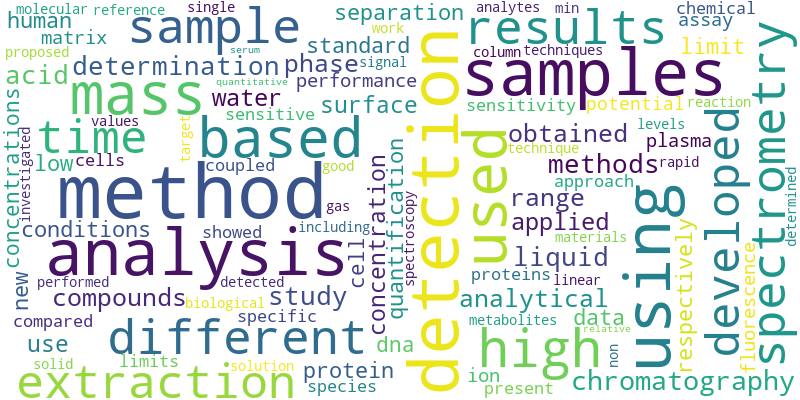 molecular
reference
single
separation
analytes
min
chemical
human
sample
results
assay
matrix
work
standard
proposed
serum
signal
column
techniques
limit
determination
phase
samples
acid
mass
quantitative
performance
water
surface
sensitivity
potential
reaction
spectrometry
values
sensitive
time
based
target
detection
used
obtained
levels
developed
plasma
technique
low
cells
coupled
good
methods
rapid
concentrations
investigated
method
concentration
quantification
approach
determined
gas
spectroscopy
range
using
conditions
showed
including
applied
respectively
analysis
materials
cell
liquid
fluorescence
new
performed
detected
proteins
linear
compounds
biological
study
analytical
compared
specific
metabolites
data
different
relative
use
dna
high
non
solid
limits
solution
protein
ion
extraction
species
present
chromatography